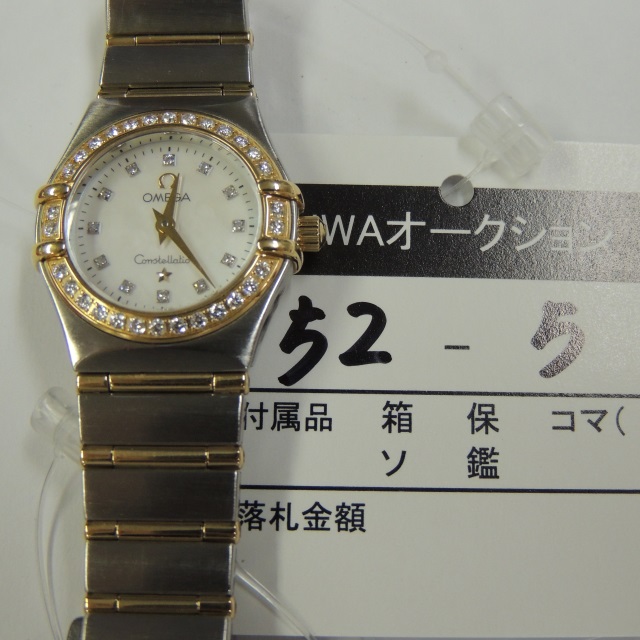 Ω
OMEGA
Constellation
WAオークション
52 - 5
付属品 箱 保 コマ(
ソ 鑑
落札金額